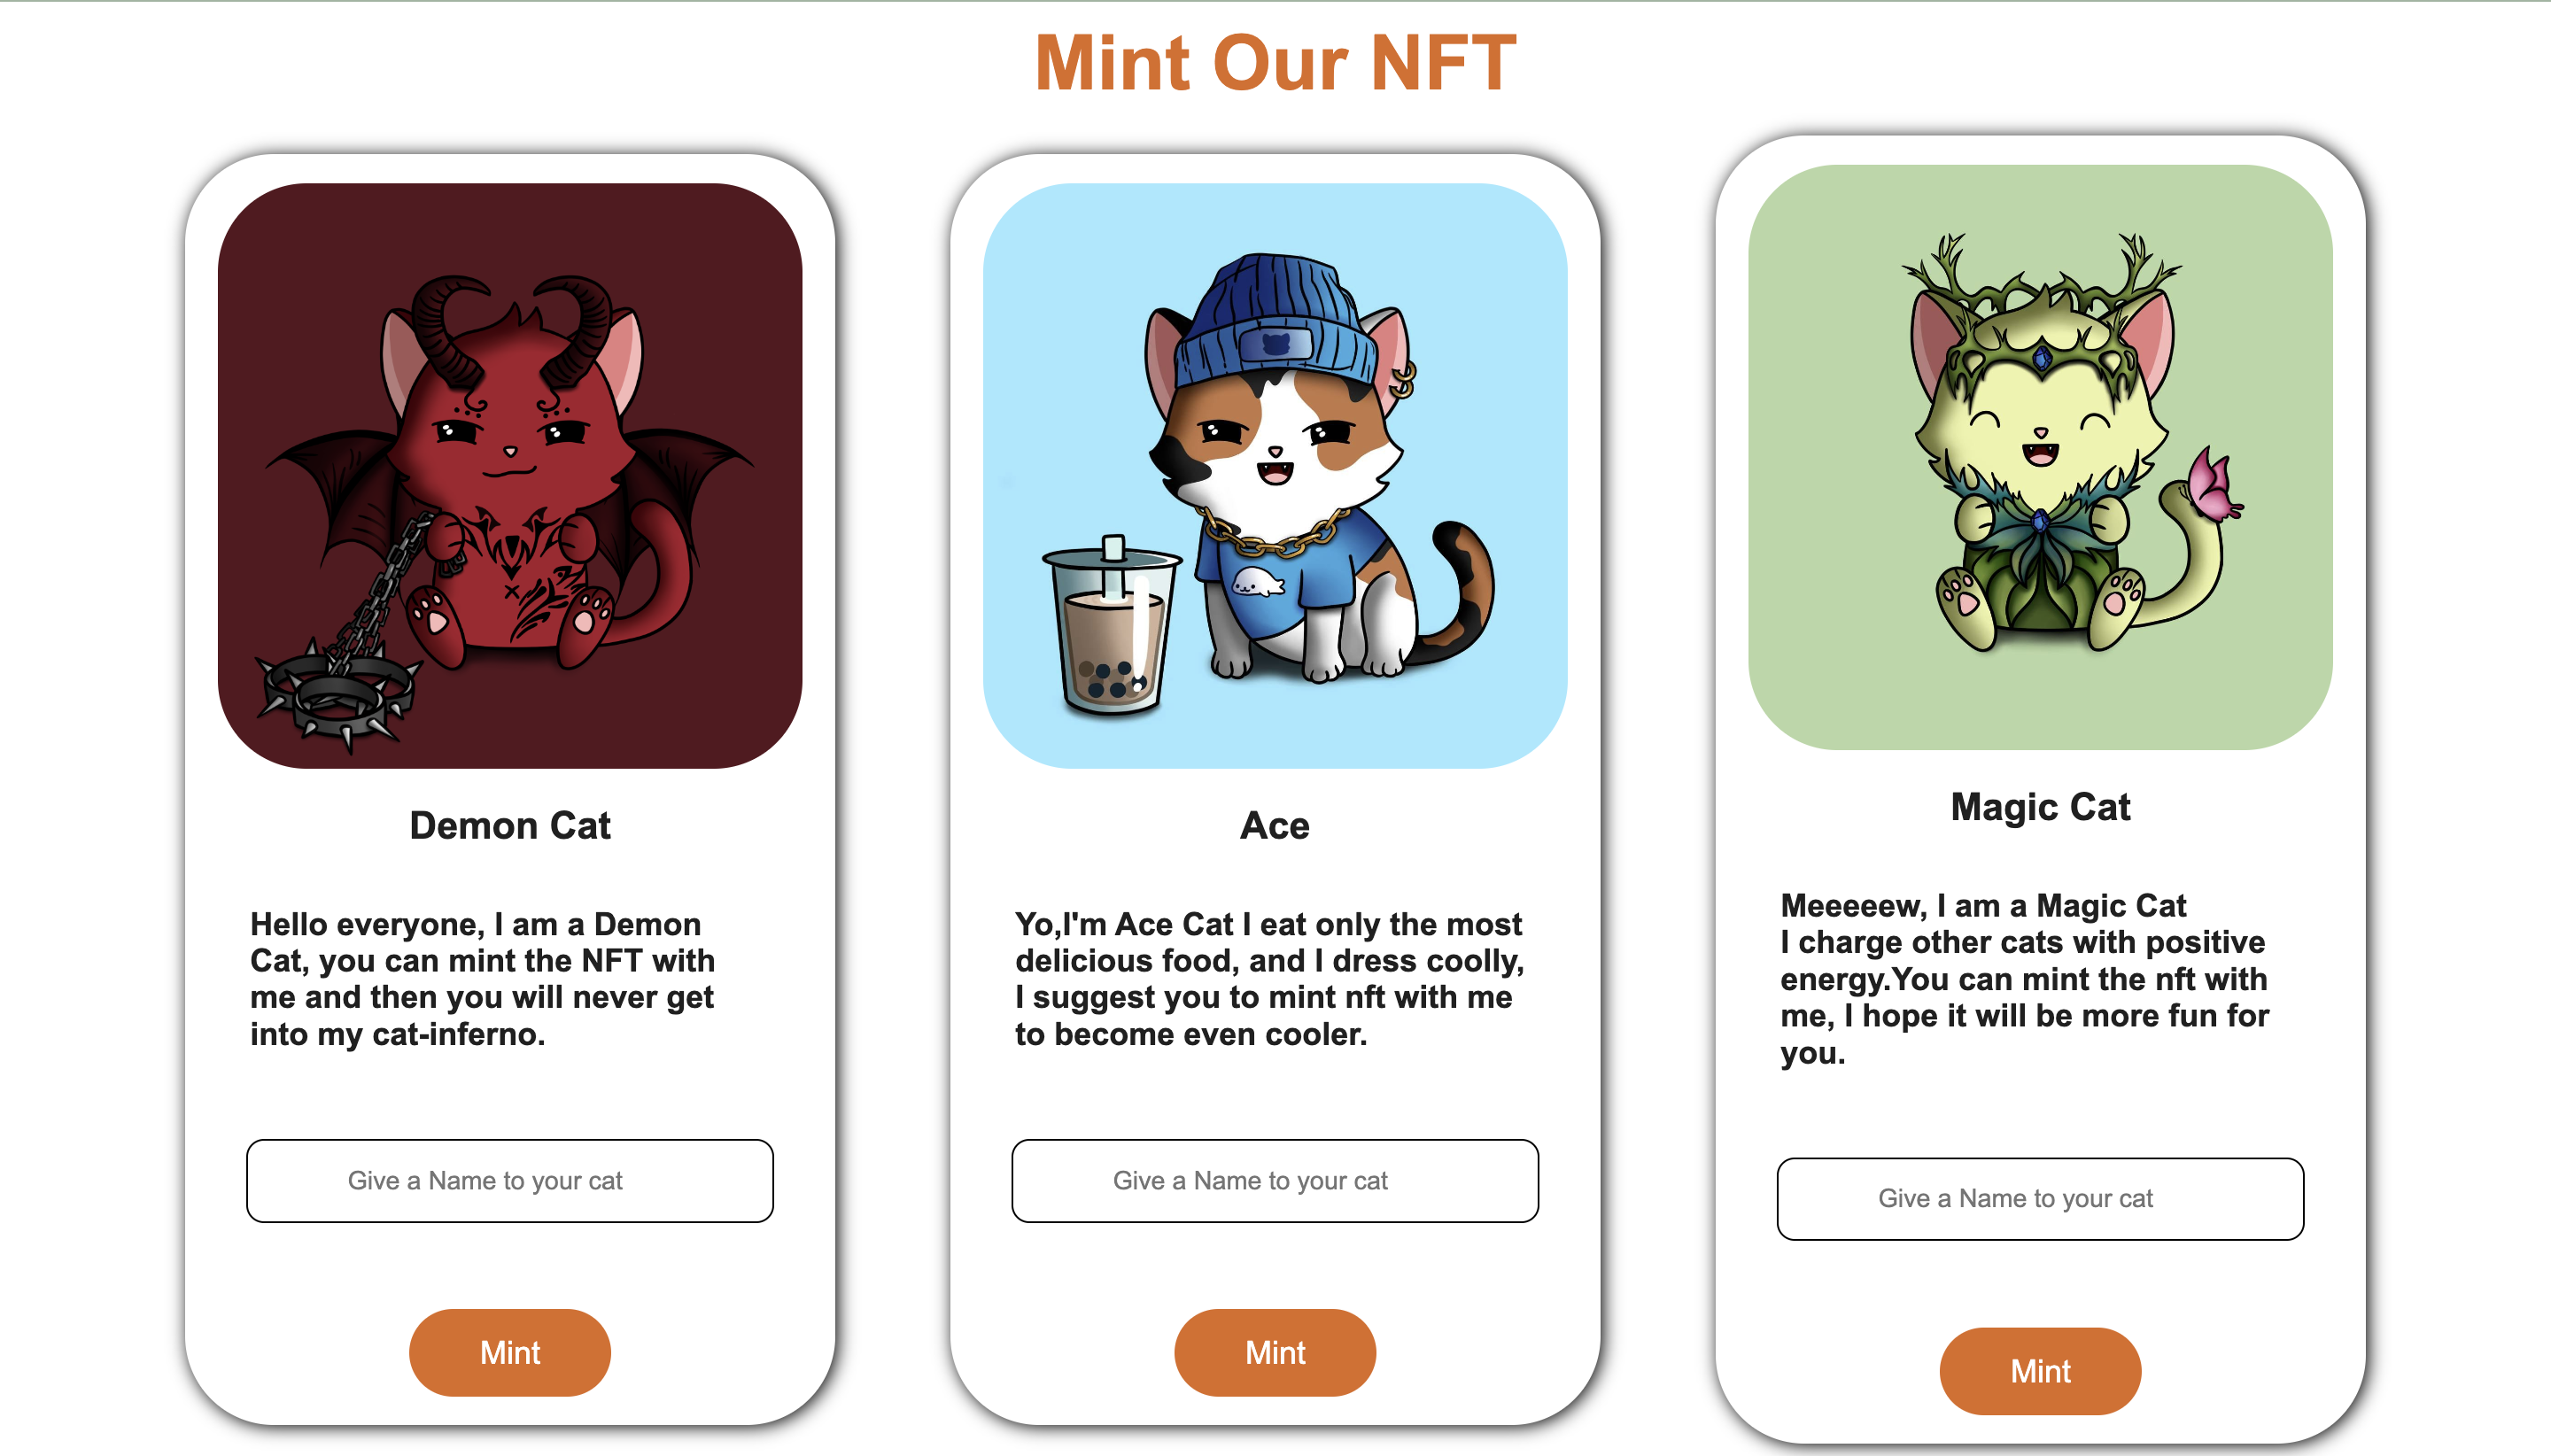 Mint Our NFT
Demon Cat
Hello everyone, I am a Demon
Cat, you can mint the NFT with
me and then you will never get
into my cat-inferno.
Give a Name to your cat
Mint
Ace
Yo,I'm Ace Cat I eat only the most
delicious food, and I dress coolly,
I suggest you to mint nft with me
to become even cooler.
Give a Name to your cat
Mint
Magic Cat
Meeeeew, I am a Magic Cat
I charge other cats with positive
energy.You can mint the nft with
me, I hope it will be more fun for
you.
Give a Name to your cat
Mint